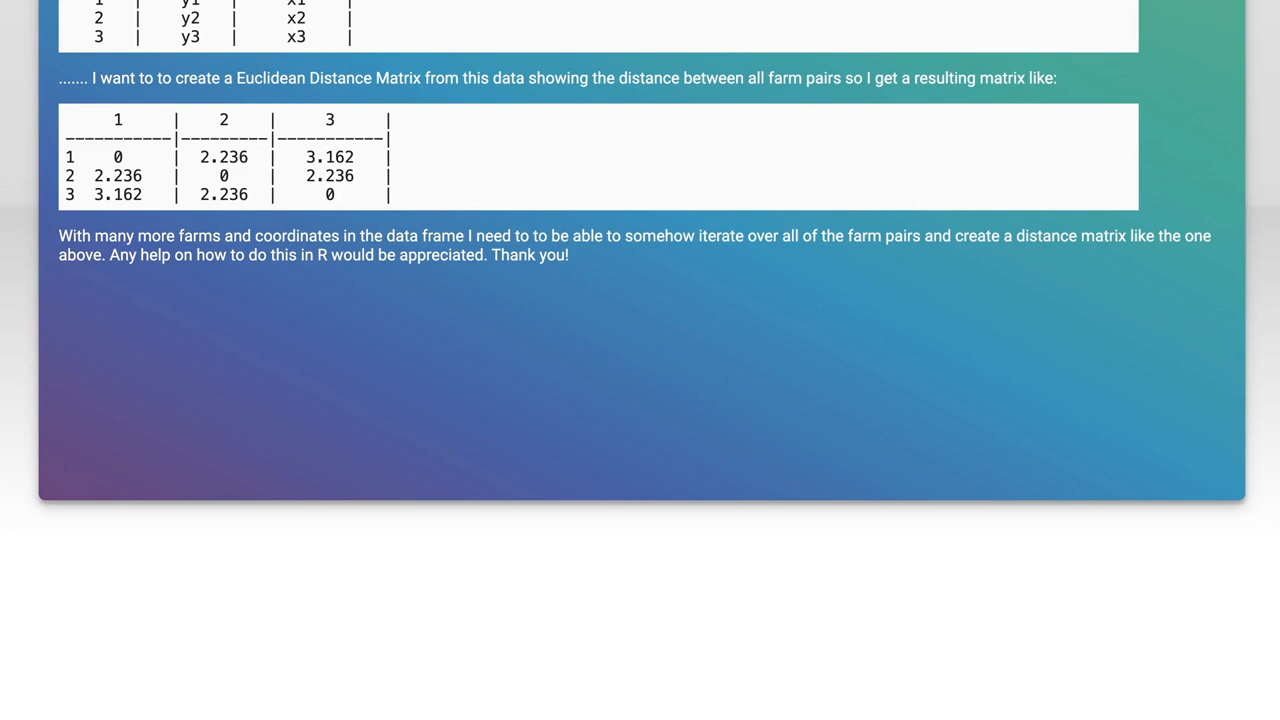 1 | y1 | x1 |
2 | y2 | x2 |
3 | y3 | x3 |
....... I want to to create a Euclidean Distance Matrix from this data showing the distance between all farm pairs so I get a resulting matrix like:
1 | 2 | 3 |
-----------|---------|-----------|
1 0 | 2.236 | 3.162 |
2 2.236 | 0 | 2.236 |
3 3.162 | 2.236 | 0 |
With many more farms and coordinates in the data frame I need to to be able to somehow iterate over all of the farm pairs and create a distance matrix like the one
above. Any help on how to do this in R would be appreciated. Thank you!